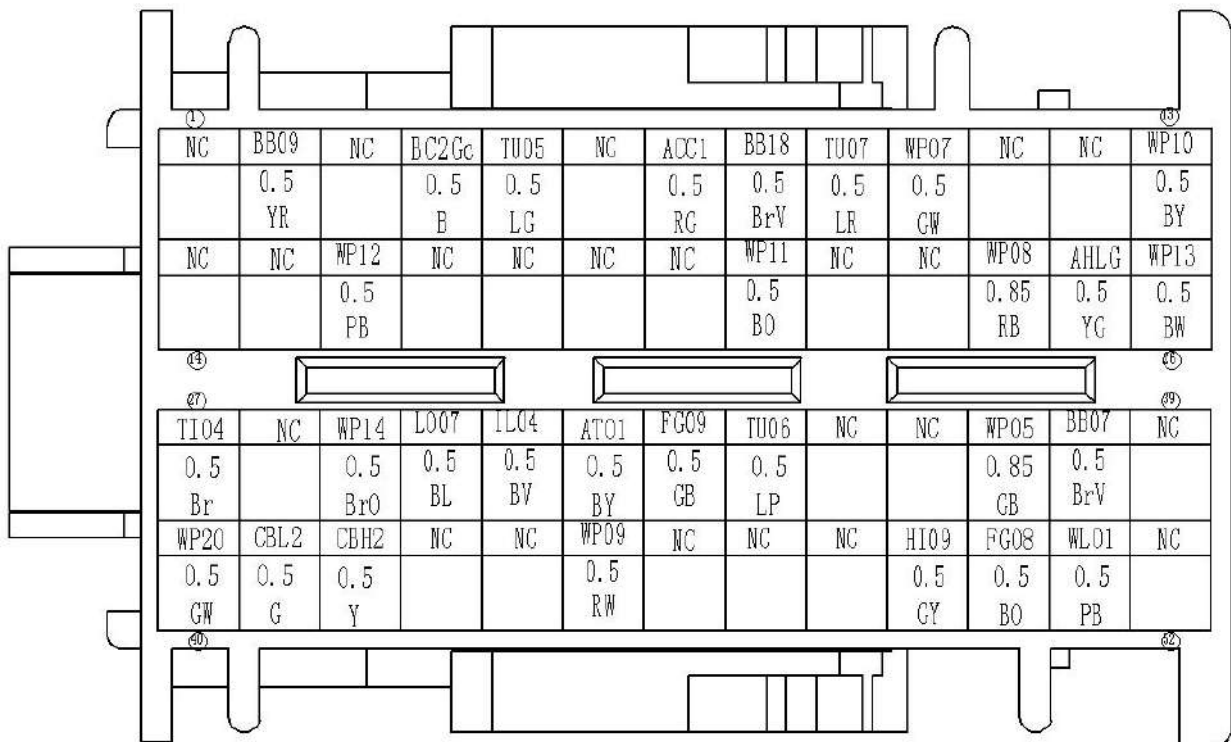 1 13
NC BB09 NC BC2Gc TU05 NC ACC1 BB18 TU07 WP07 NC NC WP10
0.5 0.5 0.5 0.5 0.5 0.5 0.5 0.5
YR B LG RG BrV LR GW BY
NC NC WP12 NC NC NC NC WP11 NC NC WP08 AHLG WP13
0.5 0.5 0.85 0.5 0.5
PB BO RB YG BW
14 26
27 39
TI04 NC WP14 LO07 IL04 AT01 FG09 TU06 NC NC WP05 BB07 NC
0.5 0.5 0.5 0.5 0.5 0.5 0.5 0.85 0.5
Br BrO BL BV BY GB LP GB BrV
WP20 CBL2 CBH2 NC NC WP09 NC NC NC HI09 FG08 WL01 NC
0.5 0.5 0.5 0.5 0.5 0.5 0.5
GW G Y RW GY BO PB
40 52